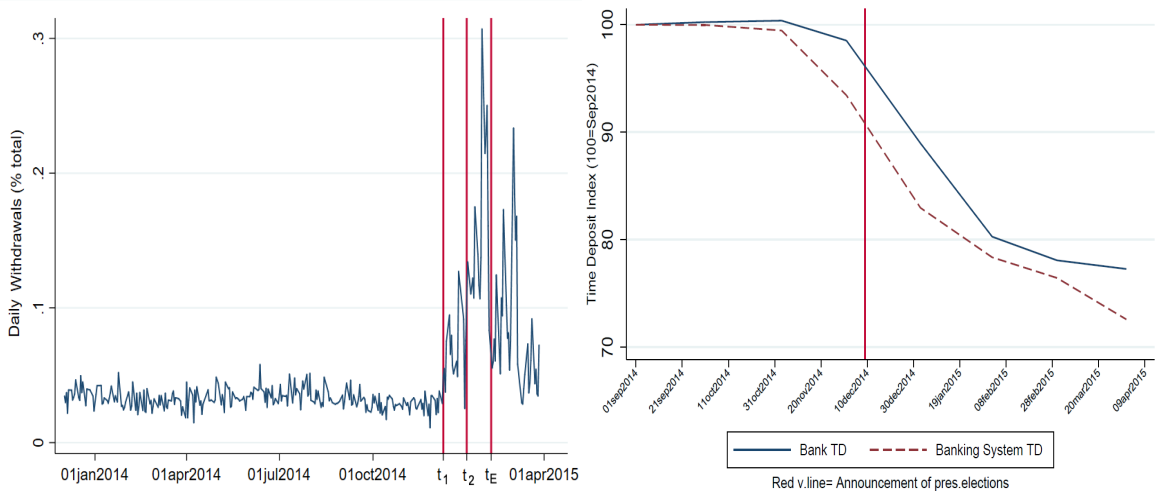 Daily Withdrawals (% total)
.3
.2
.1
0
01jan2014 01apr2014 01jul2014 01oct2014 t1 t2 tE 01apr2015
Time Deposit Index (100=Sep2014)
100
90
80
70
01sep2014 21sep2014 11oct2014 31oct2014 20nov2014 10dec2014 30dec2014 19jan2015 08feb2015 28feb2015 20mar2015 09apr2015
Bank TD Banking System TD
Red v.line= Announcement of pres.elections